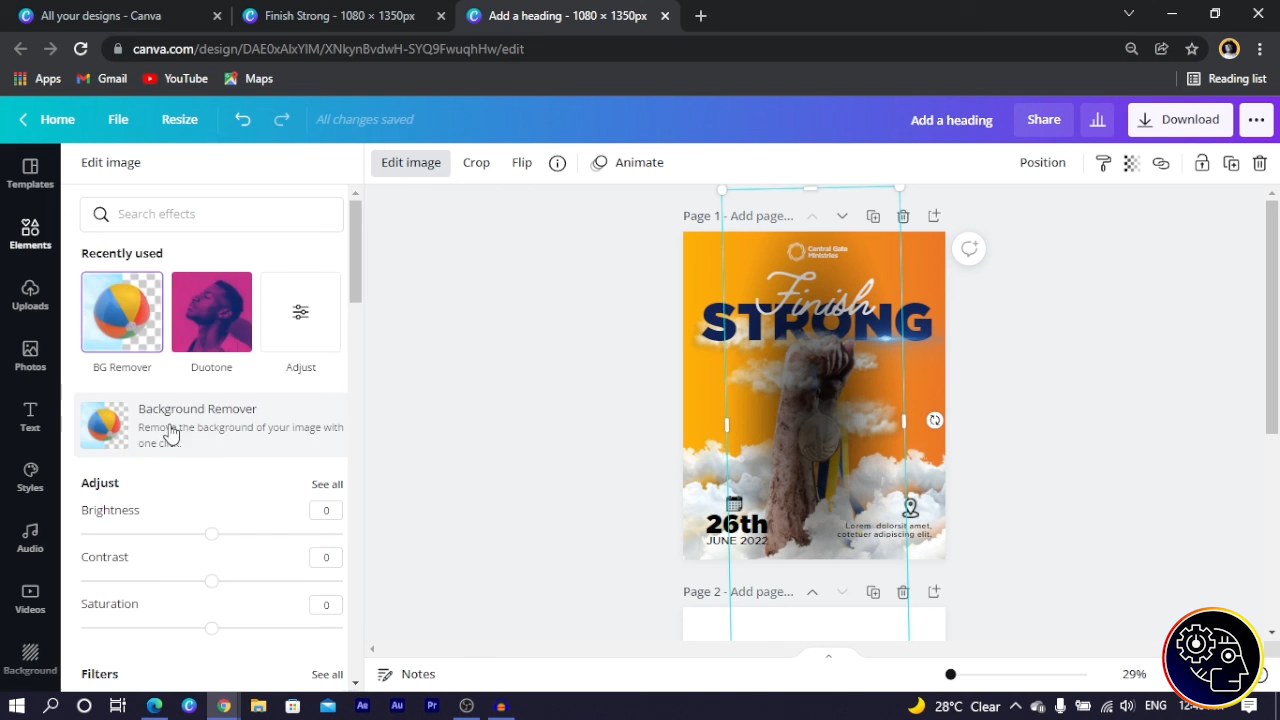 All your designs - Canva
Finish Strong - 1080 × 1350px
Add a heading - 1080 × 1350px
canva.com/design/DAE0xAlxYlM/XNkynBvdwH-SYQ9FwuqhHw/edit
Apps
Gmail
YouTube
Maps
Reading list
Home
File
Resize
All changes saved
Add a heading
Share
Download
Templates
Elements
Uploads
Photos
Text
Styles
Audio
Videos
Background
Edit image
Search effects
Recently used
BG Remover
Duotone
Adjust
Background Remover
Remove the background of your image with
one click.
Adjust
See all
Brightness
0
Contrast
0
Saturation
0
Filters
See all
Edit image
Crop
Flip
Animate
Position
Page 1 - Add page...
Central Gate
Ministries
Finish
STRONG
26th
JUNE 2022
Lorem dolorsit amet,
cotetuer adipiscing elit.
Page 2 - Add page...
Notes
29%
Ae
Au
Pr
28°C Clear
ENG